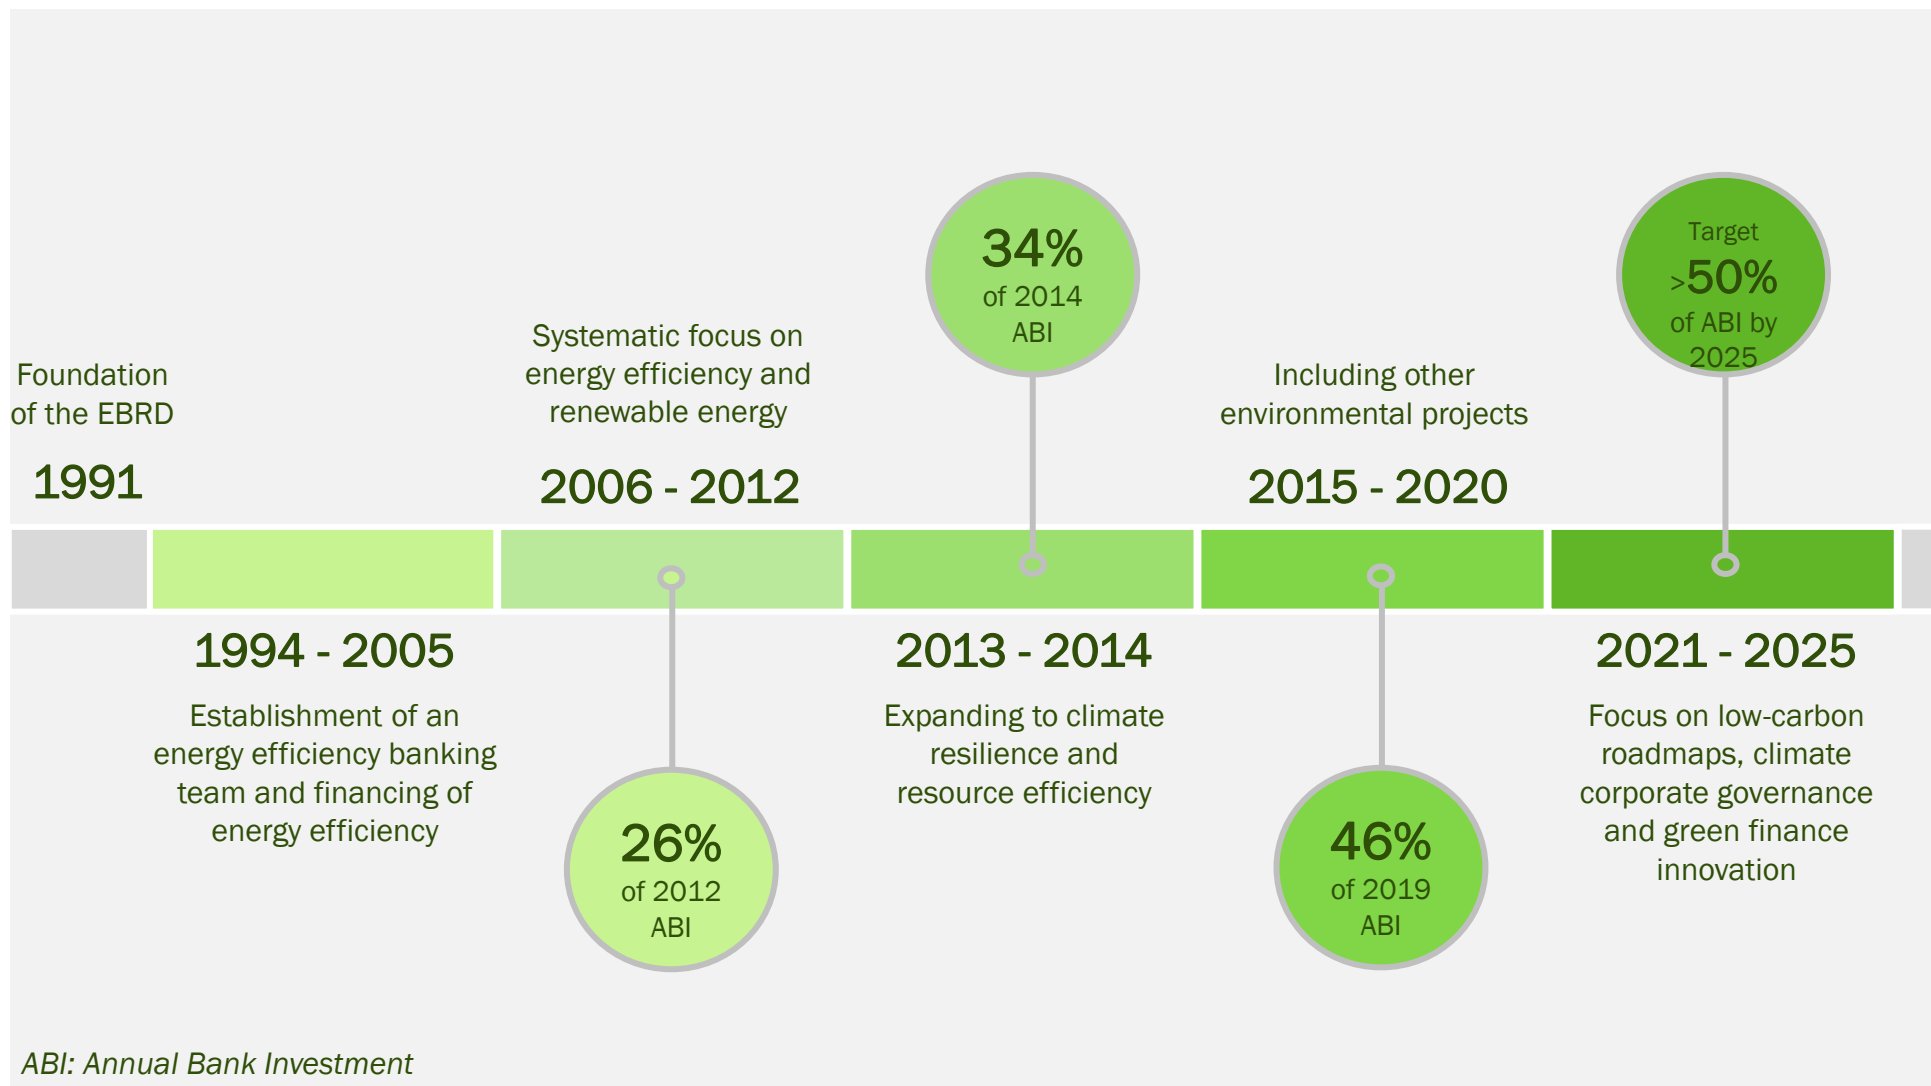 Foundation
of the EBRD
1991
1994 - 2005
Establishment of an
energy efficiency banking
team and financing of
energy efficiency
Systematic focus on
energy efficiency and
renewable energy
2006 - 2012
26%
of 2012
ABI
34%
of 2014
ABI
2013 - 2014
Expanding to climate
resilience and
resource efficiency
Including other
environmental projects
2015 - 2020
46%
of 2019
ABI
Target
>50%
of ABI by
2025
2021 - 2025
Focus on low-carbon
roadmaps, climate
corporate governance
and green finance
innovation
ABI: Annual Bank Investment